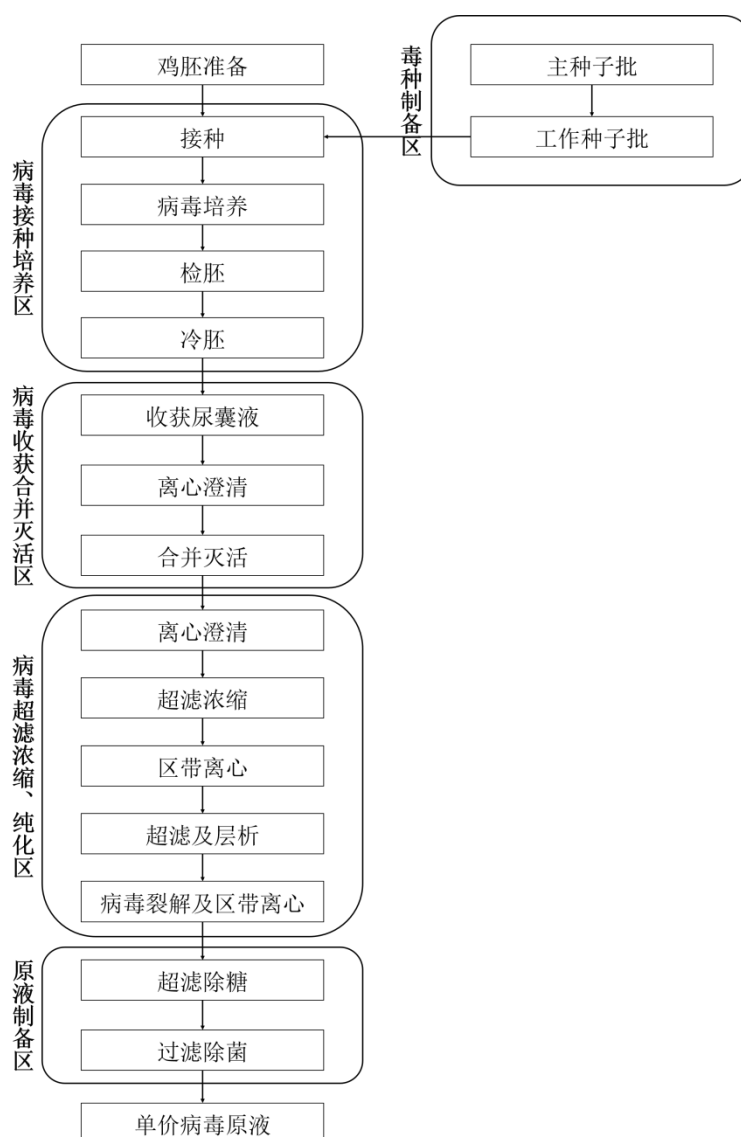 鸡胚准备
主种子批
毒种制备区
接种
工作种子批
病毒接种培养区
病毒培养
检胚
冷胚
病毒收获合并灭活区
收获尿囊液
离心澄清
合并灭活
病毒超滤浓缩、纯化区
离心澄清
超滤浓缩
区带离心
超滤及层析
病毒裂解及区带离心
原液制备区
超滤除糖
过滤除菌
单价病毒原液